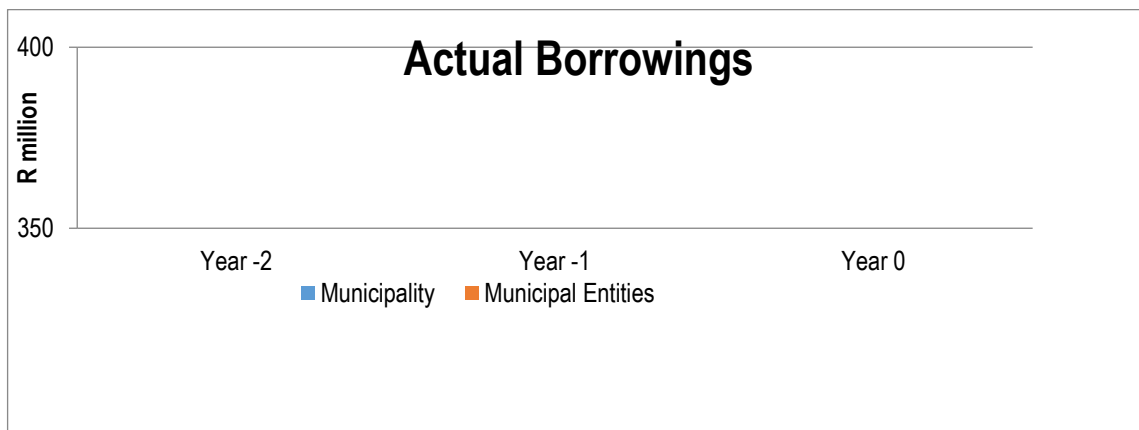 Actual Borrowings
400
R million
350
Year -2 Year -1 Year 0
Municipality Municipal Entities